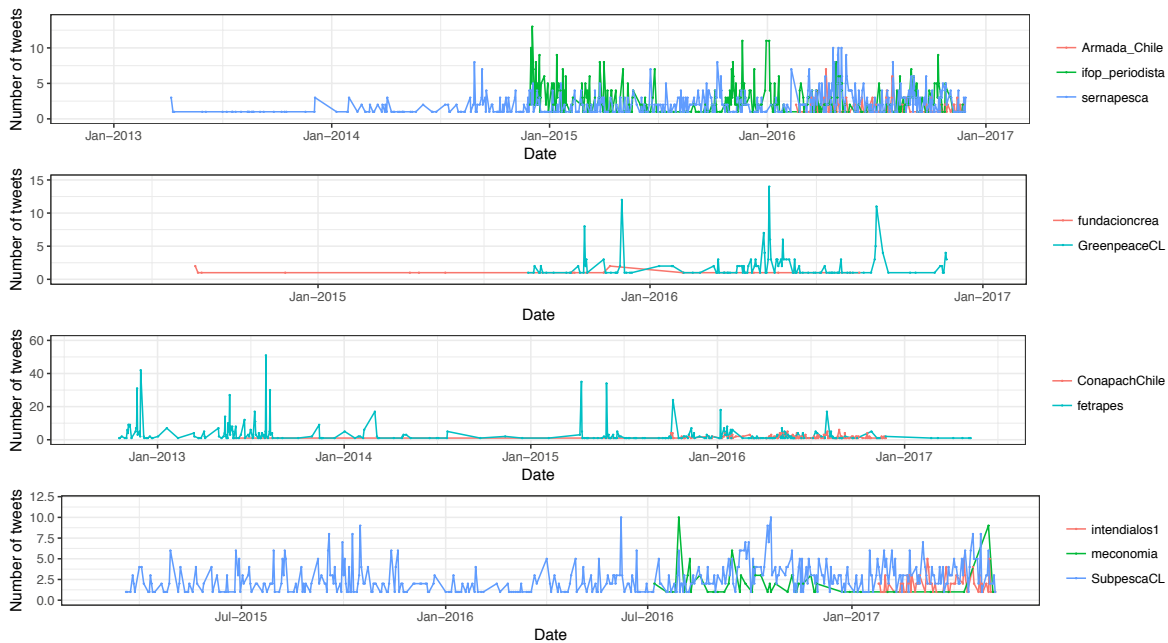 Number of tweets
10
5
0
Jan−2013 Jan−2014 Jan−2015 Jan−2016 Jan−2017
Date
Armada_Chile
ifop_periodista
sernapesca
Number of tweets
15
10
5
0
Jan−2015 Jan−2016 Jan−2017
Date
fundacioncrea
GreenpeaceCL
Number of tweets
60
40
20
0
Jan−2013 Jan−2014 Jan−2015 Jan−2016 Jan−2017
Date
ConapachChile
fetrapes
Number of tweets
12.5
10.0
7.5
5.0
2.5
0.0
Jul−2015 Jan−2016 Jul−2016 Jan−2017
Date
intendialos1
meconomia
SubpescaCL